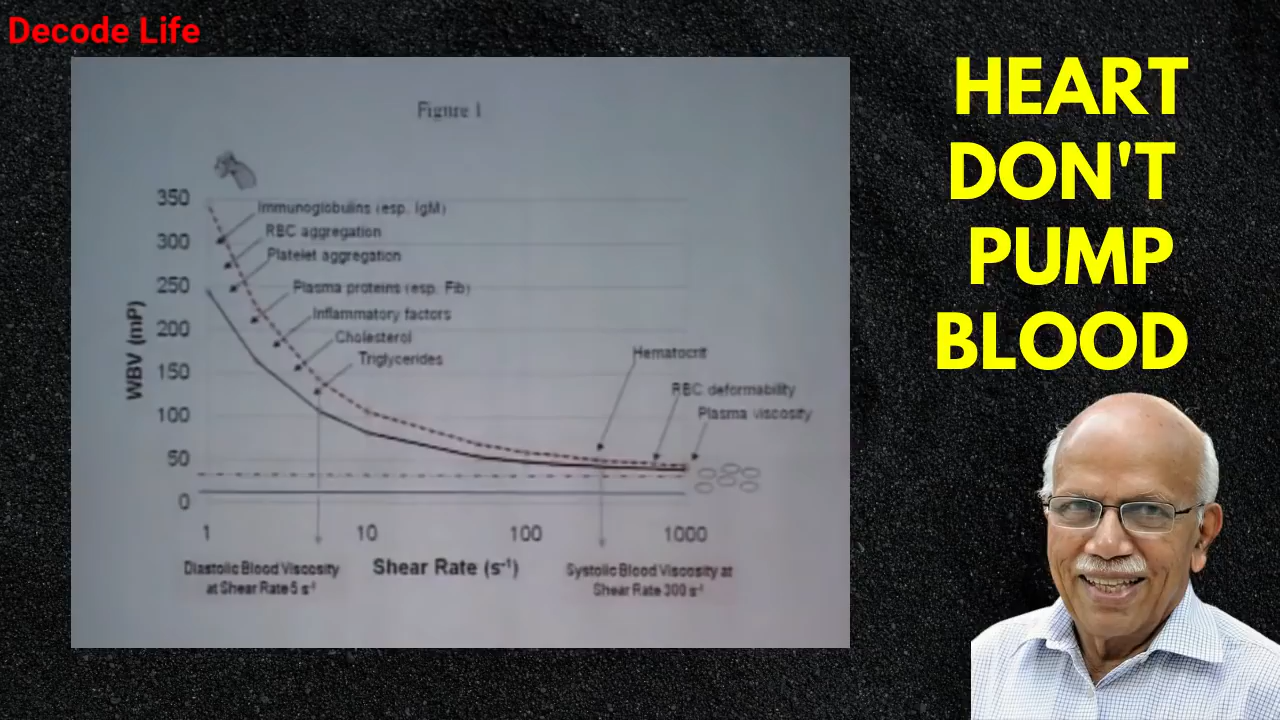 Decode Life
HEART
DON'T
PUMP
BLOOD
Figure 1
350
300
250
200
150
100
50
0
WBV (mP)
Immunoglobulins (esp. IgM)
RBC aggregation
Platelet aggregation
Plasma proteins (esp. Fib)
Inflammatory factors
Cholesterol
Triglycerides
Hematocrit
RBC deformability
Plasma viscosity
1
10
100
1000
Diastolic Blood Viscosity
at Shear Rate 5 s⁻¹
Shear Rate (s⁻¹)
Systolic Blood Viscosity at
Shear Rate 300 s⁻¹